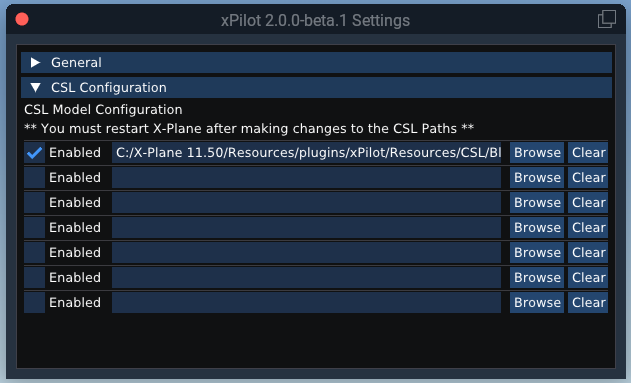 xPilot 2.0.0-beta.1 Settings
General
CSL Configuration
CSL Model Configuration
** You must restart X-Plane after making changes to the CSL Paths **
Enabled C:/X-Plane 11.50/Resources/plugins/xPilot/Resources/CSL/Bl Browse Clear
Enabled Browse Clear
Enabled Browse Clear
Enabled Browse Clear
Enabled Browse Clear
Enabled Browse Clear
Enabled Browse Clear